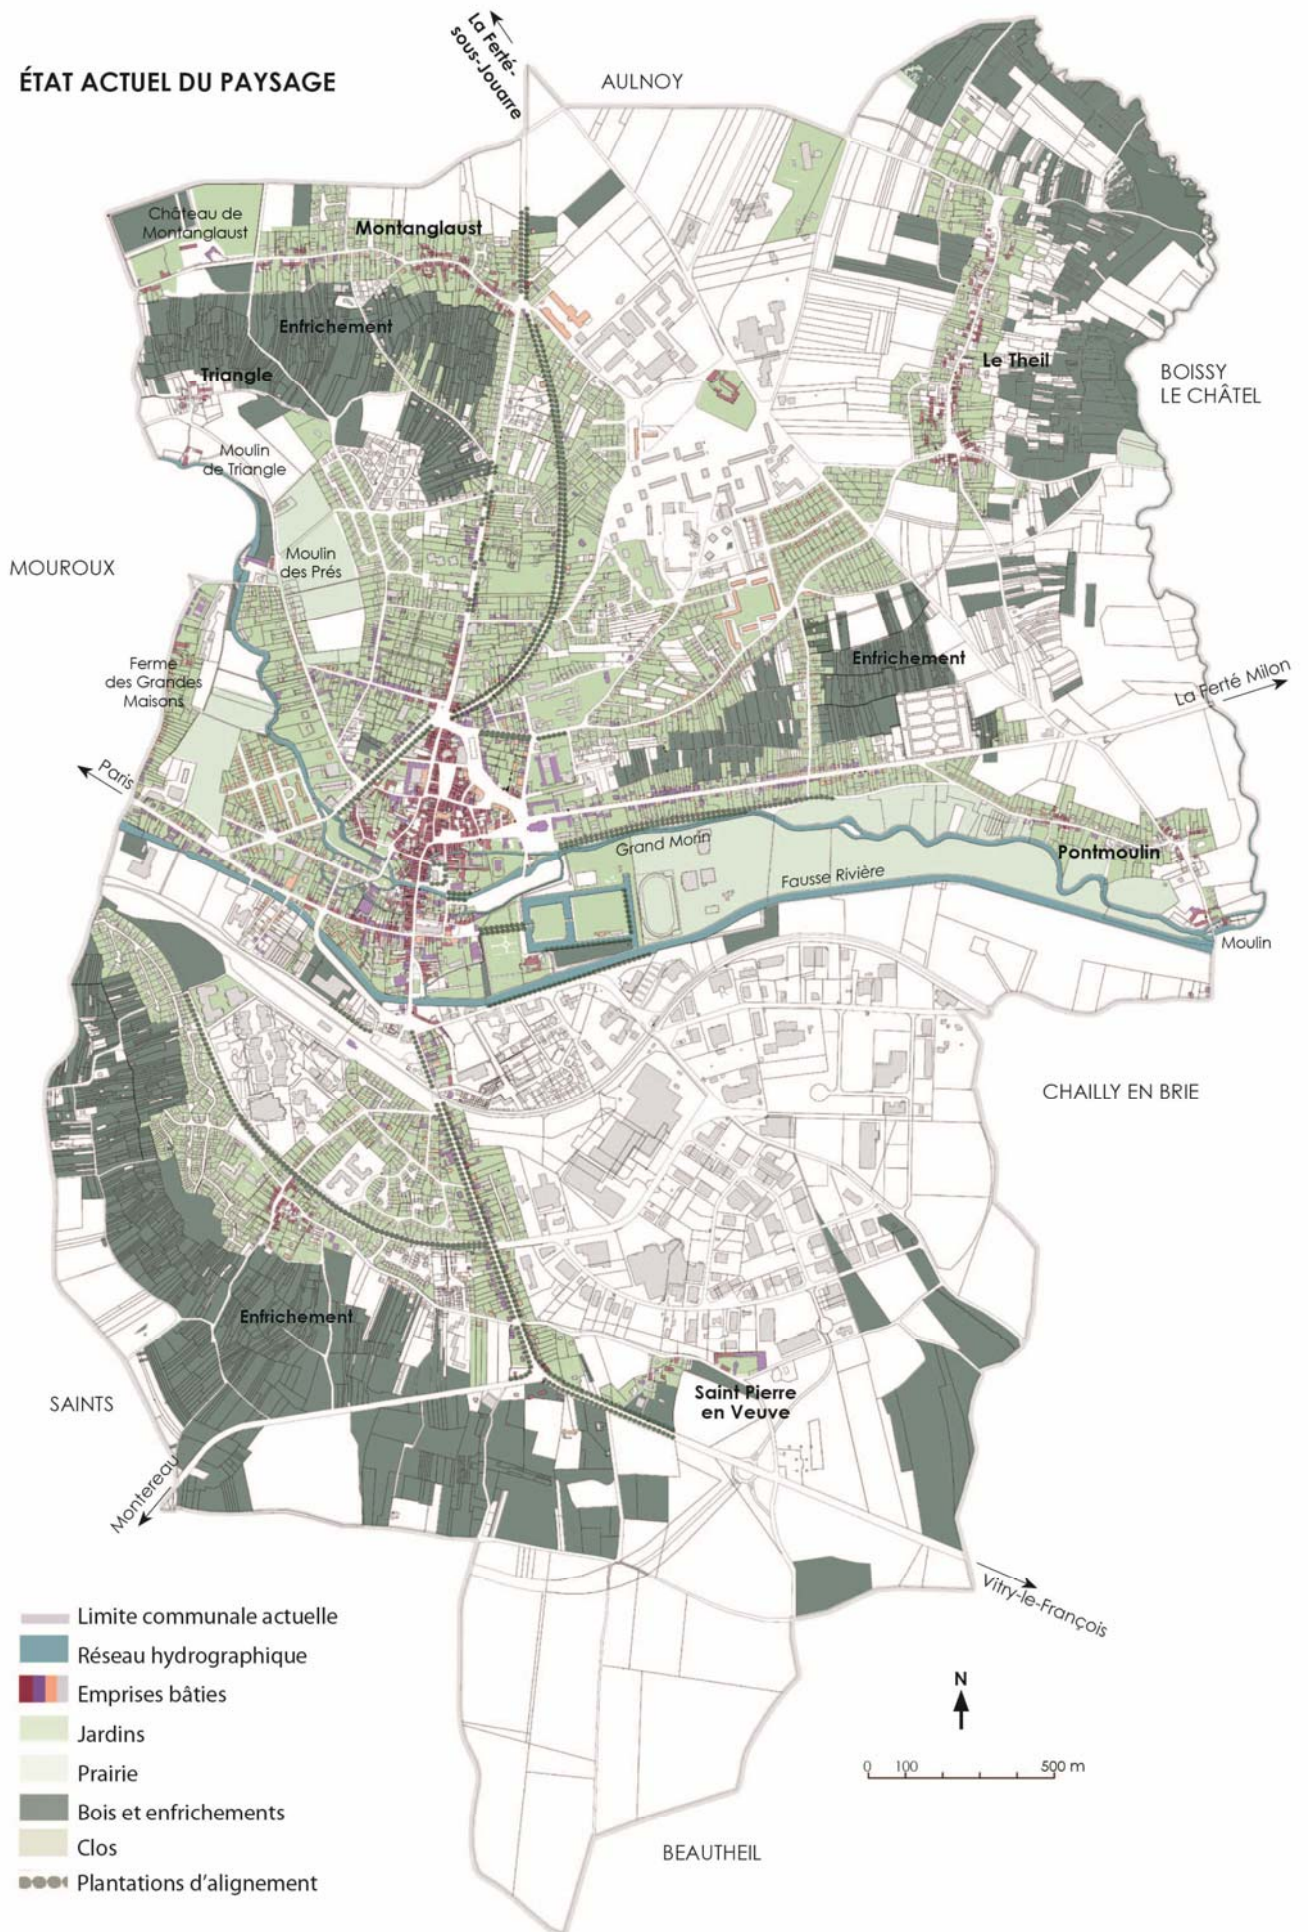 ÉTAT ACTUEL DU PAYSAGE
La Ferté-
sous-Jouarre
AULNOY
Château de
Montanglaust
Montanglaust
Enfrichement
Triangle
Le Theil
BOISSY
LE CHÂTEL
Moulin
de Triangle
MOUROUX
Moulin
des Prés
Enfrichement
Ferme
des Grandes
Maisons
La Ferté Milon
Paris
Grand Morin
Pontmoulin
Fausse Rivière
Moulin
CHAILLY EN BRIE
Enfrichement
SAINTS
Saint Pierre
en Veuve
Montereau
Vitry-le-François
Limite communale actuelle
Réseau hydrographique
Emprises bâties
Jardins
Prairie
Bois et enfrichements
Clos
Plantations d'alignement
N
0 100 500 m
BEAUTHEIL